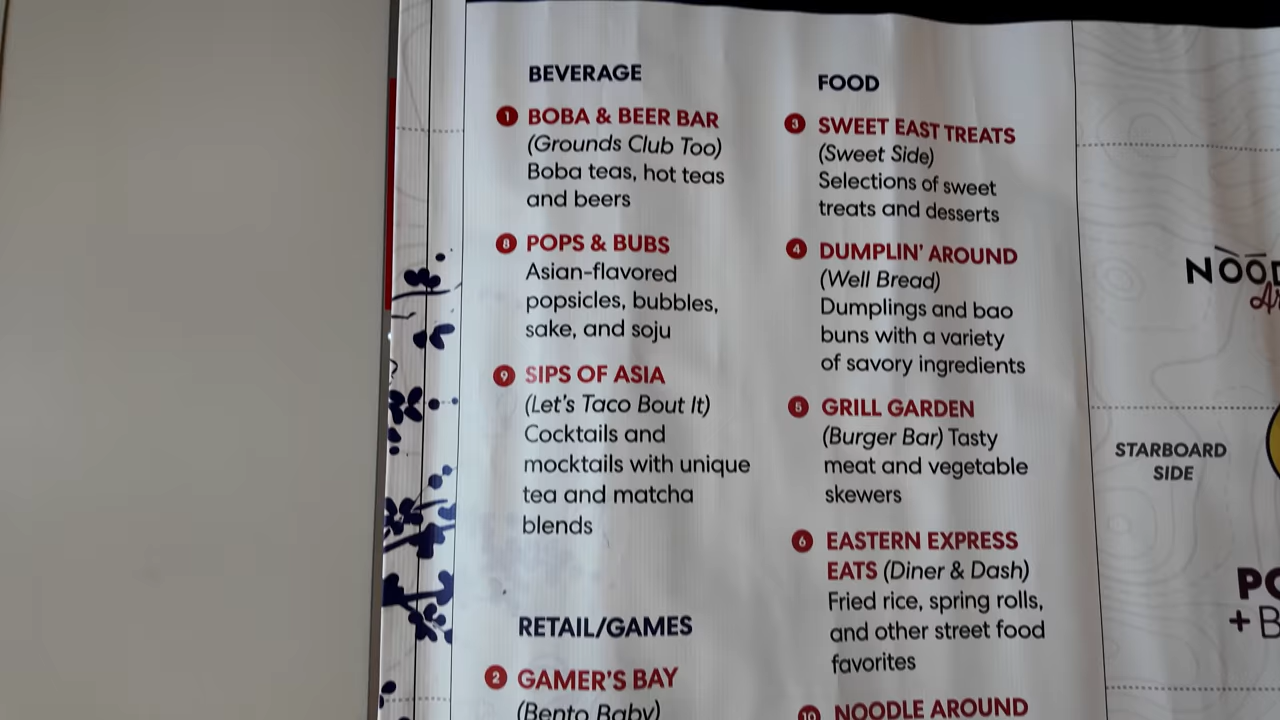 BEVERAGE
1 BOBA & BEER BAR
(Grounds Club Too)
Boba teas, hot teas
and beers
8 POPS & BUBS
Asian-flavored
popsicles, bubbles,
sake, and soju
9 SIPS OF ASIA
(Let's Taco Bout It)
Cocktails and
mocktails with unique
tea and matcha
blends
RETAIL/GAMES
2 GAMER'S BAY
(Bento Baby)
FOOD
3 SWEET EAST TREATS
(Sweet Side)
Selections of sweet
treats and desserts
4 DUMPLIN' AROUND
(Well Bread)
Dumplings and bao
buns with a variety
of savory ingredients
5 GRILL GARDEN
(Burger Bar) Tasty
meat and vegetable
skewers
6 EASTERN EXPRESS
EATS (Diner & Dash)
Fried rice, spring rolls,
and other street food
favorites
10 NOODLE AROUND
STARBOARD
SIDE